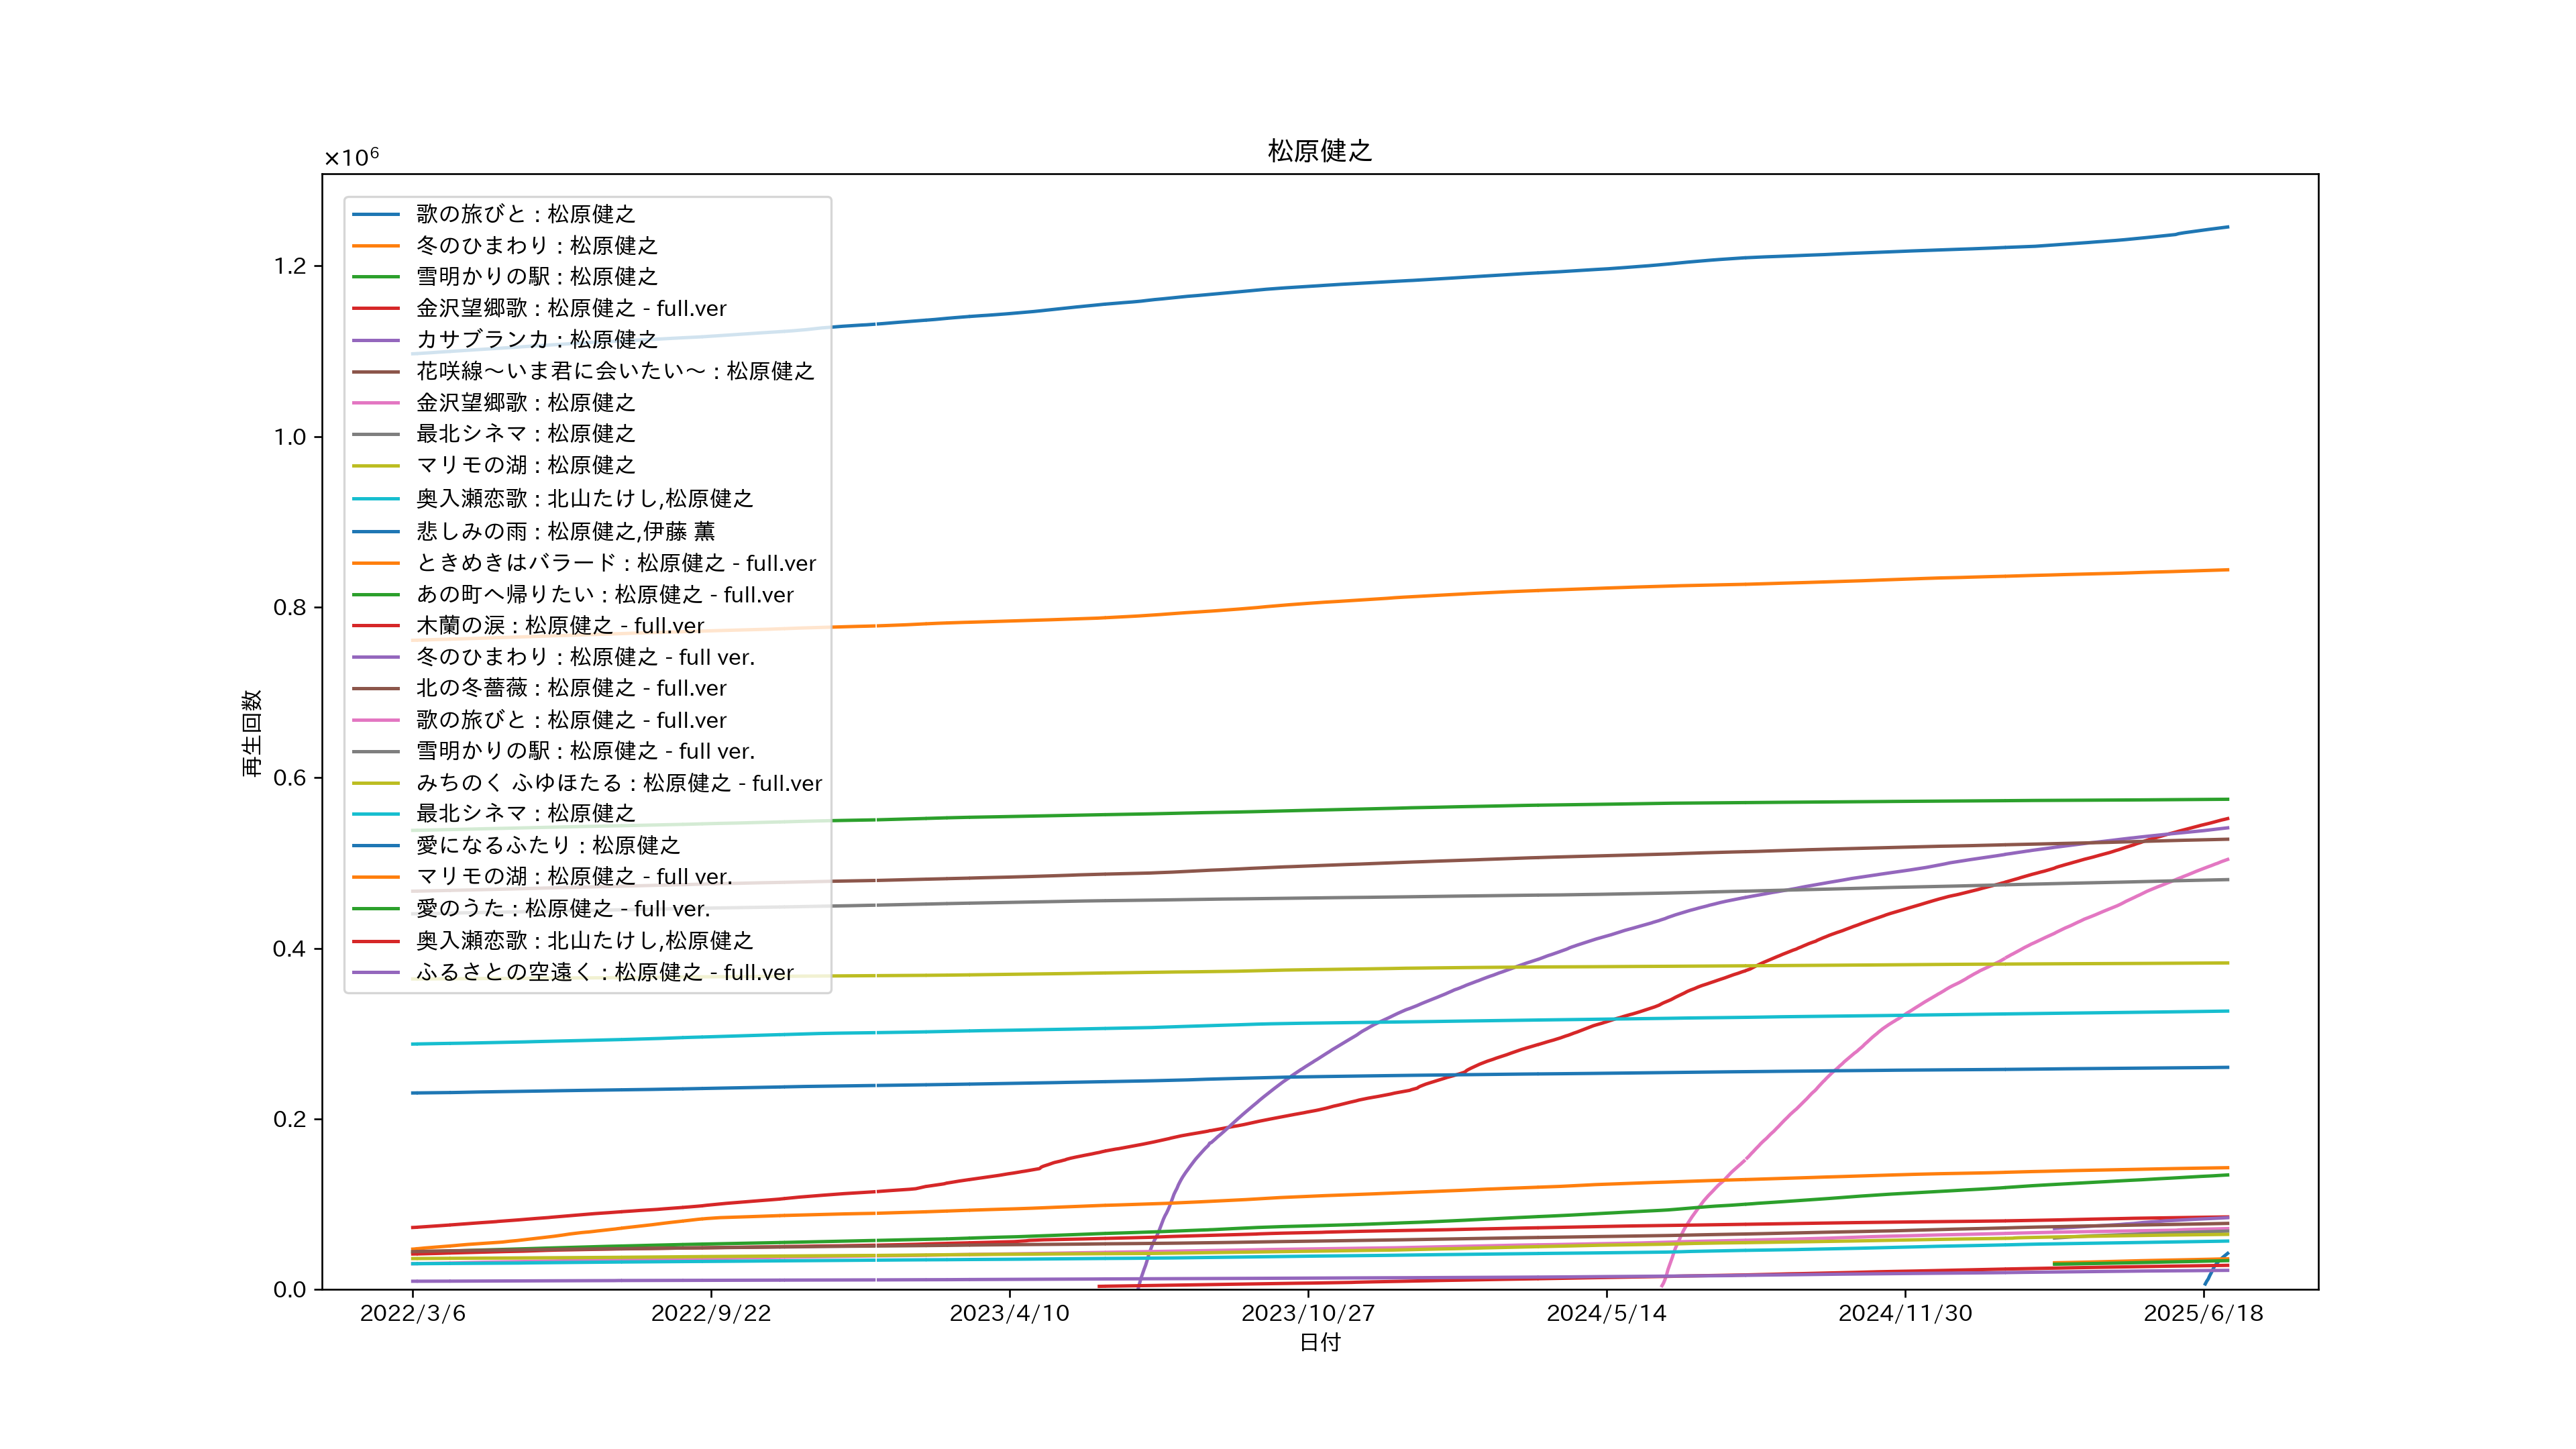 松原健之
×10⁶
1.2
1.0
0.8
0.6
0.4
0.2
0.0
再生回数
歌の旅びと : 松原健之
冬のひまわり : 松原健之
雪明かりの駅 : 松原健之
金沢望郷歌 : 松原健之 - full.ver
カサブランカ : 松原健之
花咲線〜いま君に会いたい〜 : 松原健之
金沢望郷歌 : 松原健之
最北シネマ : 松原健之
マリモの湖 : 松原健之
奥入瀬恋歌 : 北山たけし,松原健之
悲しみの雨 : 松原健之,伊藤 薫
ときめきはバラード : 松原健之 - full.ver
あの町へ帰りたい : 松原健之 - full.ver
木蘭の涙 : 松原健之 - full.ver
冬のひまわり : 松原健之 - full ver.
北の冬薔薇 : 松原健之 - full.ver
歌の旅びと : 松原健之 - full.ver
雪明かりの駅 : 松原健之 - full ver.
みちのく ふゆほたる : 松原健之 - full.ver
最北シネマ : 松原健之
愛になるふたり : 松原健之
マリモの湖 : 松原健之 - full ver.
愛のうた : 松原健之 - full ver.
奥入瀬恋歌 : 北山たけし,松原健之
ふるさとの空遠く : 松原健之 - full.ver
2022/3/6
2022/9/22
2023/4/10
2023/10/27
2024/5/14
2024/11/30
2025/6/18
日付